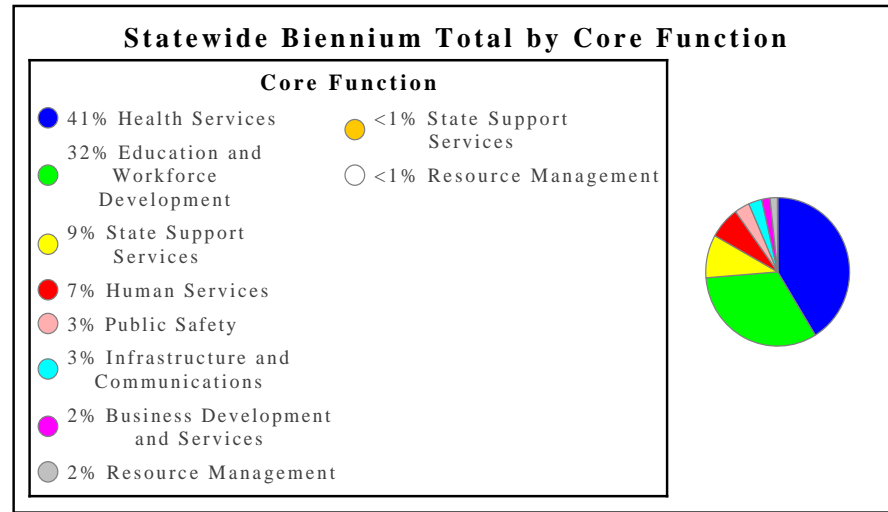 Statewide Biennium Total by Core Function
Core Function
41% Health Services
32% Education and
Workforce
Development
9% State Support
Services
7% Human Services
3% Public Safety
3% Infrastructure and
Communications
2% Business Development
and Services
2% Resource Management
<1% State Support
Services
<1% Resource Management